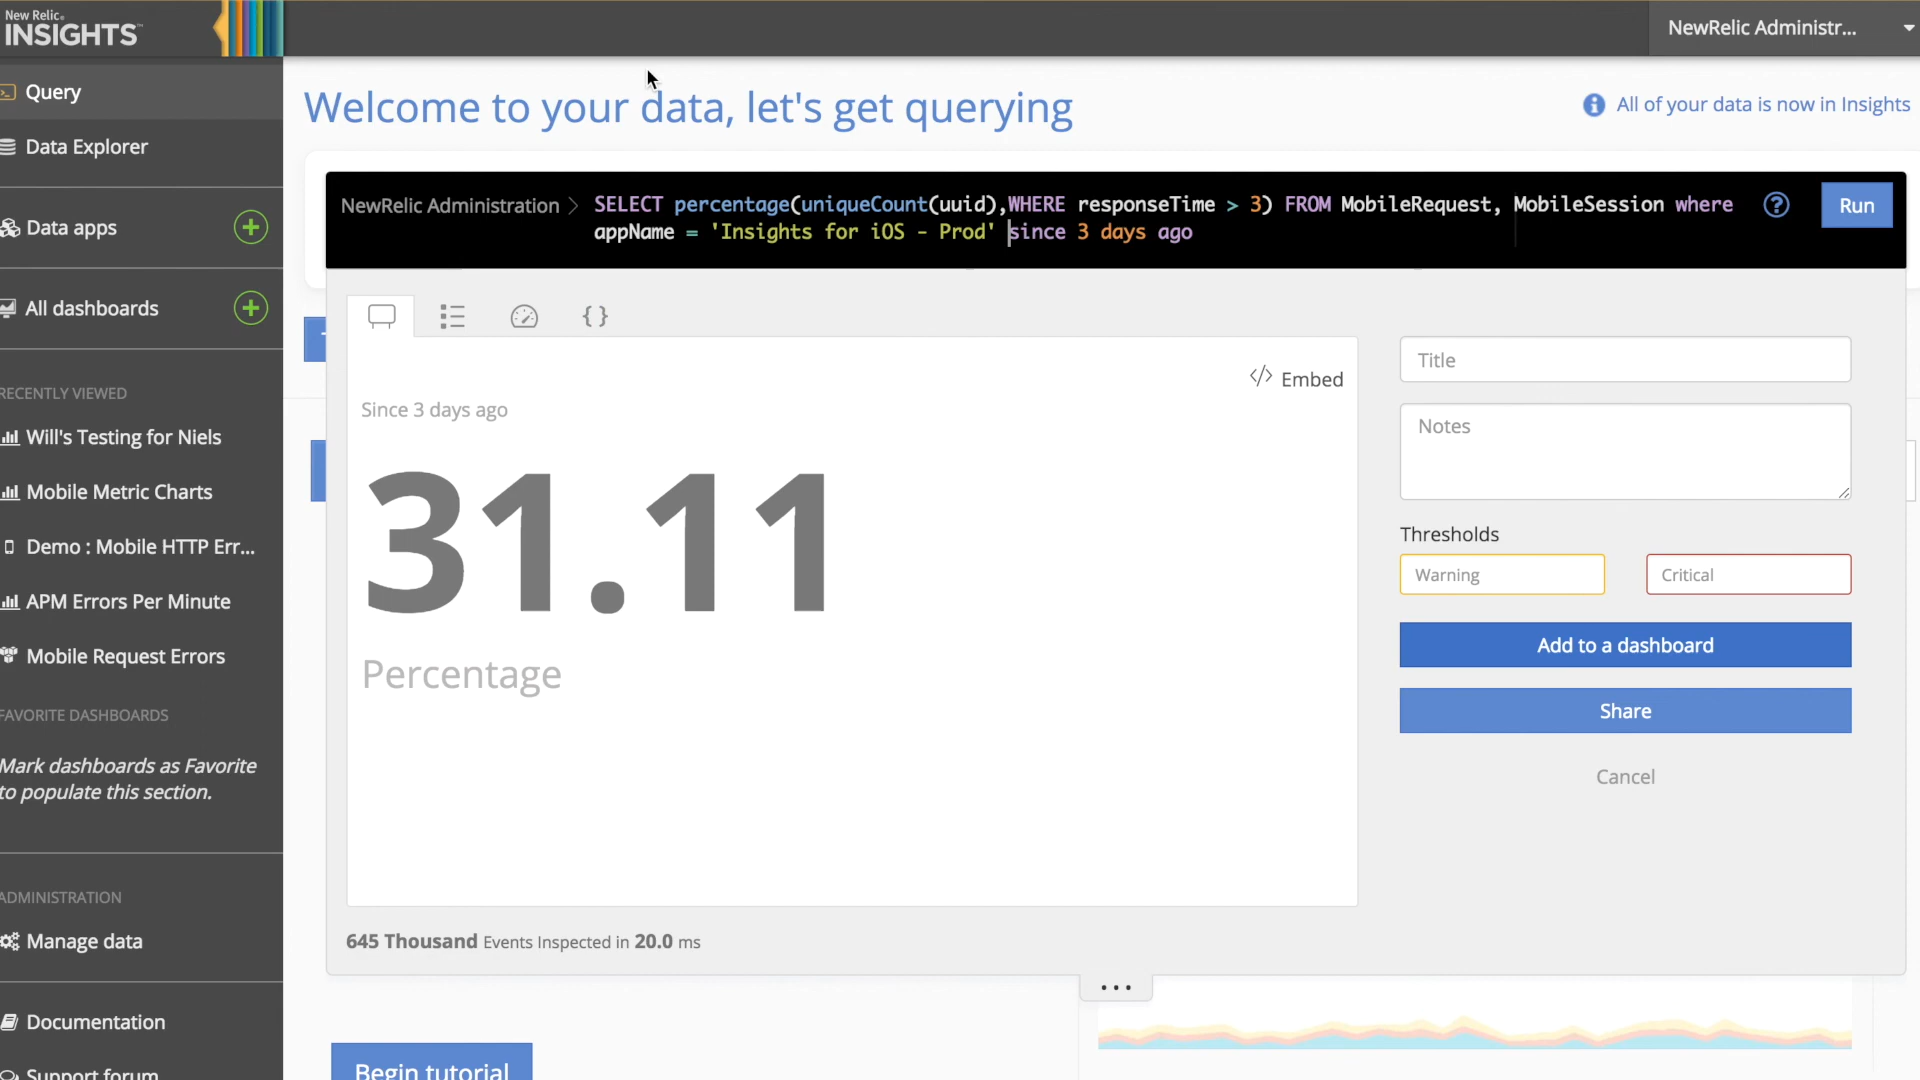 New Relic.
INSIGHTS™
NewRelic Administr...
Query
Data Explorer
Data apps
All dashboards
RECENTLY VIEWED
Will's Testing for Niels
Mobile Metric Charts
Demo : Mobile HTTP Err...
APM Errors Per Minute
Mobile Request Errors
FAVORITE DASHBOARDS
Mark dashboards as Favorite
to populate this section.
ADMINISTRATION
Manage data
Documentation
Support forum
Welcome to your data, let's get querying
All of your data is now in Insights
NewRelic Administration > SELECT percentage(uniqueCount(uuid),WHERE responseTime > 3) FROM MobileRequest, MobileSession where
appName = 'Insights for iOS - Prod' since 3 days ago
? Run
{ }
</> Embed
Since 3 days ago
31.11
Percentage
645 Thousand Events Inspected in 20.0 ms
Title
Notes
Thresholds
Warning Critical
Add to a dashboard
Share
Cancel
...
Begin tutorial